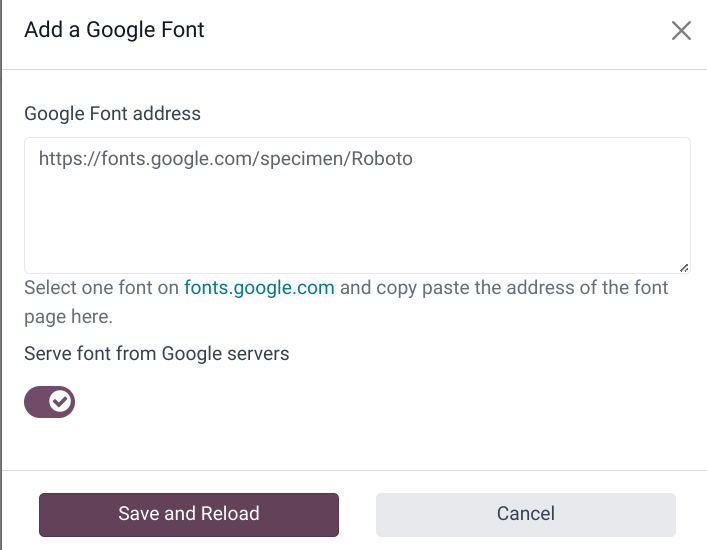 Add a Google Font
Google Font address
https://fonts.google.com/specimen/Roboto
Select one font on fonts.google.com and copy paste the address of the font
page here.
Serve font from Google servers
Save and Reload
Cancel